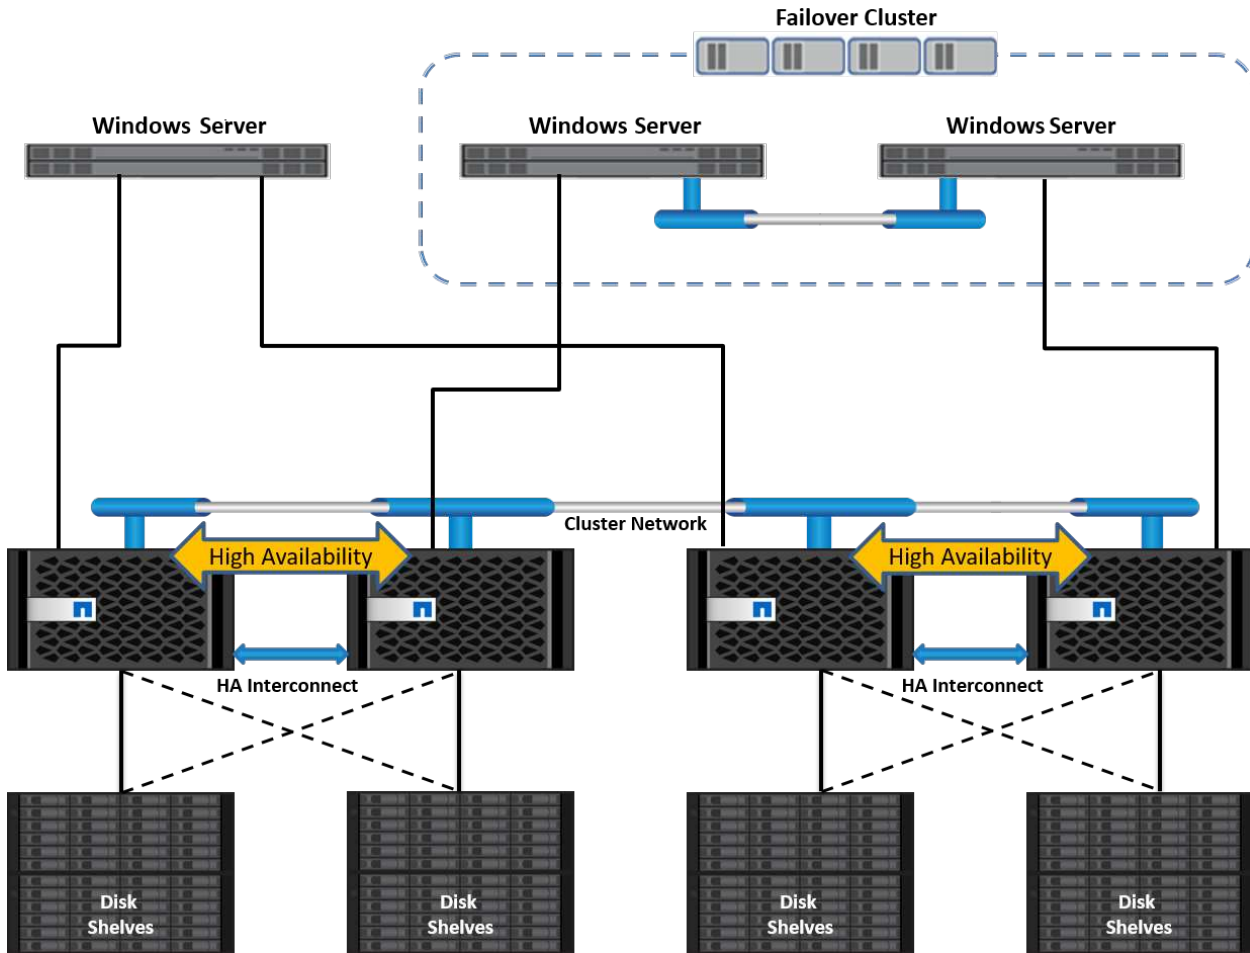 Failover Cluster
Windows Server
Windows Server
Windows Server
Cluster Network
High Availability
High Availability
HA Interconnect
HA Interconnect
Disk
Shelves
Disk
Shelves
Disk
Shelves
Disk
Shelves